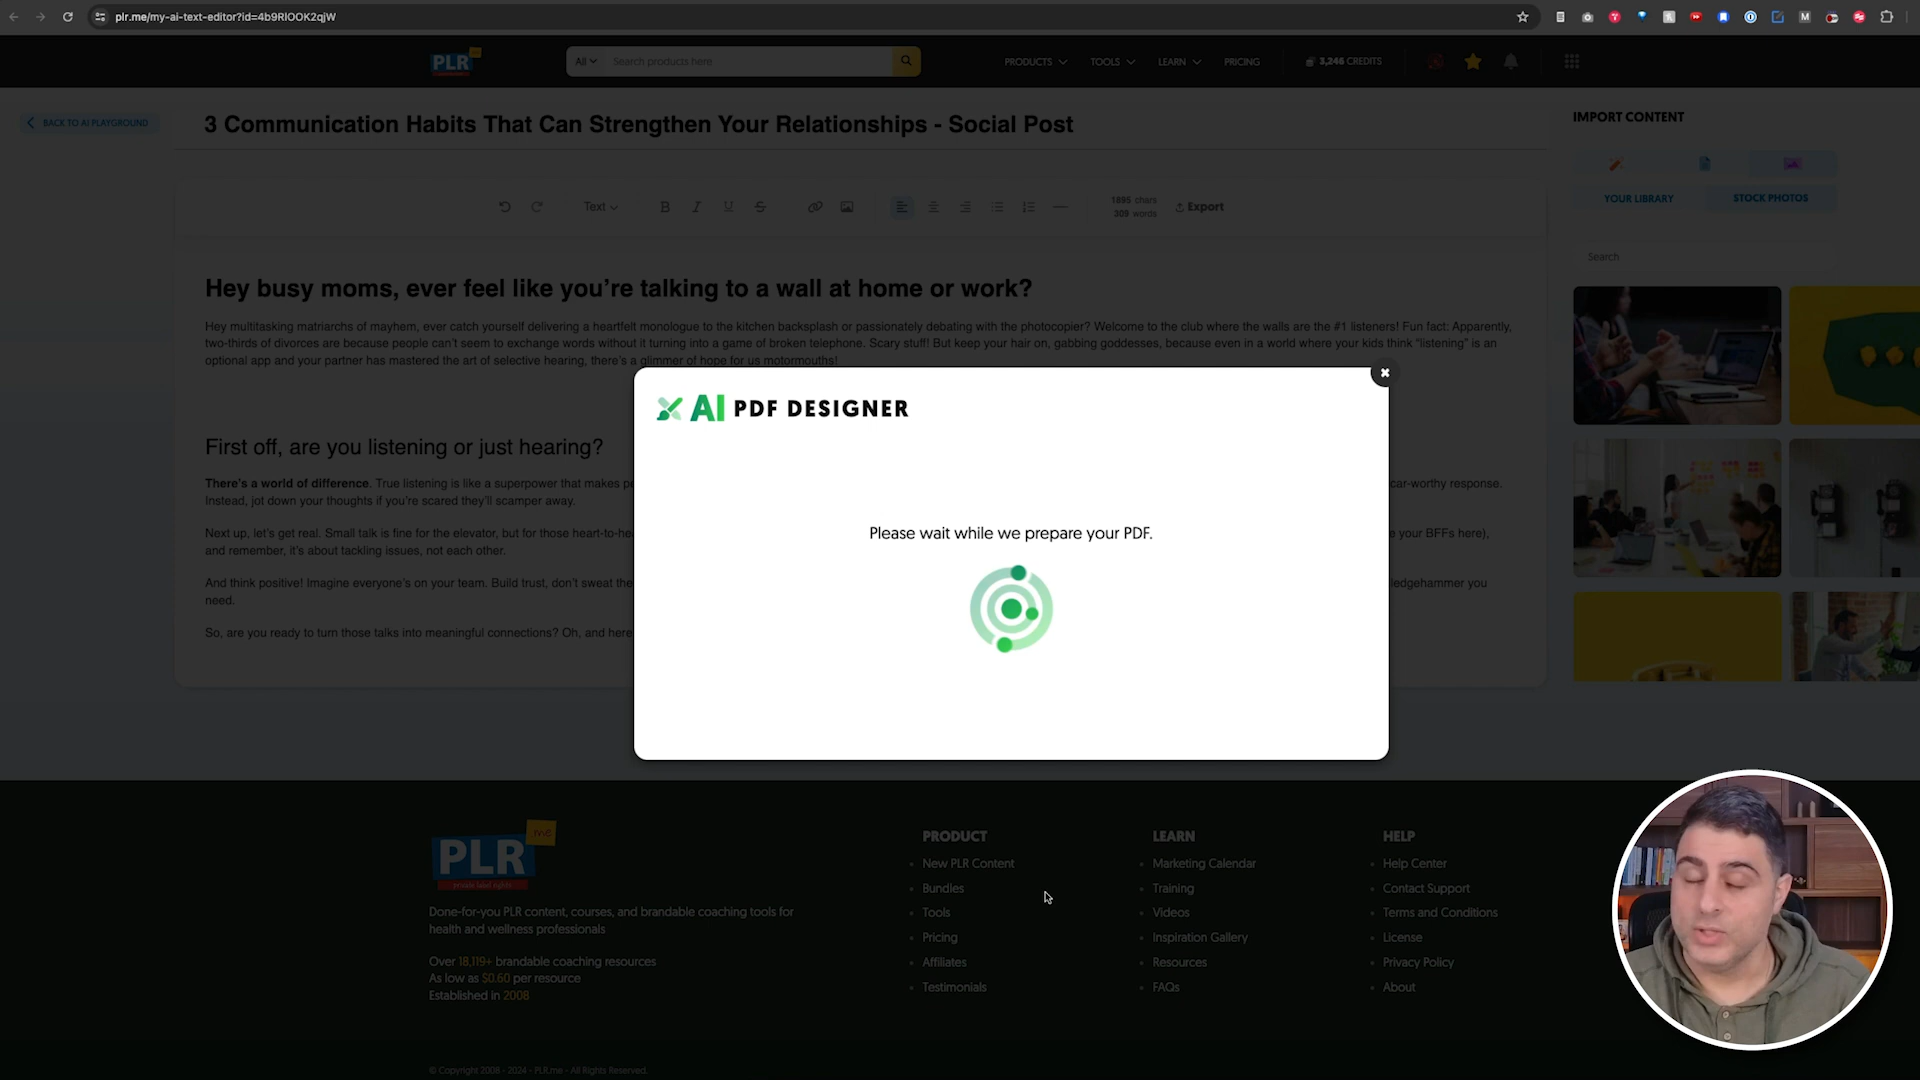 plr.me/my-ai-text-editor?id=4b9RIOOK2qjW
PLR me
All
Search products here
PRODUCTS
TOOLS
LEARN
PRICING
3,246 CREDITS
BACK TO AI PLAYGROUND
3 Communication Habits That Can Strengthen Your Relationships - Social Post
IMPORT CONTENT
Text
B I U S
1895 chars
309 words
Export
YOUR LIBRARY
STOCK PHOTOS
Search
Hey busy moms, ever feel like you’re talking to a wall at home or work?
Hey multitasking matriarchs of mayhem, ever catch yourself delivering a heartfelt monologue to the kitchen backsplash or passionately debating with the photocopier? Welcome to the club where the walls are the #1 listeners! Fun fact: Apparently,
two-thirds of divorces are because people can’t seem to exchange words without it turning into a game of broken telephone. Scary stuff! But keep your hair on, gabbing goddesses, because even in a world where your kids think “listening” is an
optional app and your partner has mastered the art of selective hearing, there’s a glimmer of hope for us motormouths!
AI PDF DESIGNER
Please wait while we prepare your PDF.
First off, are you listening or just hearing?
There’s a world of difference. True listening is like a superpower that makes pe
car-worthy response.
Instead, jot down your thoughts if you’re scared they’ll scamper away.
Next up, let’s get real. Small talk is fine for the elevator, but for those heart-to-he
e your BFFs here),
and remember, it’s about tackling issues, not each other.
And think positive! Imagine everyone’s on your team. Build trust, don’t sweat the
ledgehammer you
need.
So, are you ready to turn those talks into meaningful connections? Oh, and here
PLR me
private label rights
Done-for-you PLR content, courses, and brandable coaching tools for
health and wellness professionals
Over 18,119+ brandable coaching resources
As low as $0.60 per resource
Established in 2008
PRODUCT
New PLR Content
Bundles
Tools
Pricing
Affiliates
Testimonials
LEARN
Marketing Calendar
Training
Videos
Inspiration Gallery
Resources
FAQs
HELP
Help Center
Contact Support
Terms and Conditions
License
Privacy Policy
About
© Copyright 2008 - 2024 - PLR.me - All Rights Reserved.